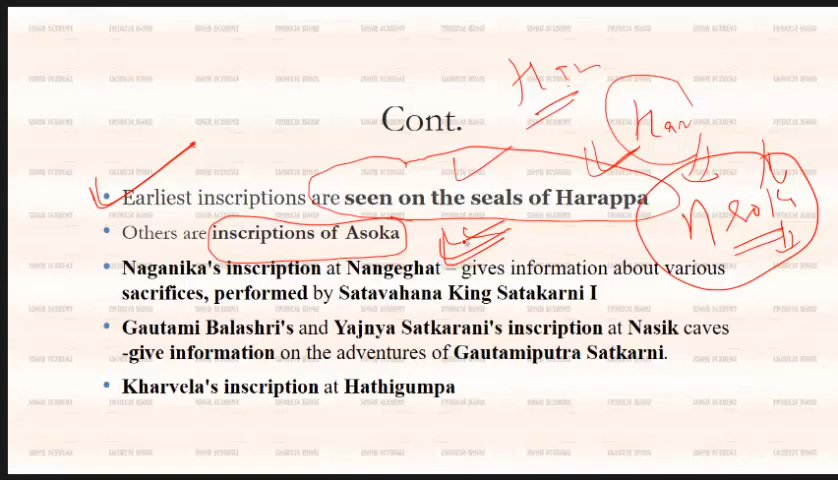 Cont.
Earliest inscriptions are seen on the seals of Harappa
Others are inscriptions of Asoka
Naganika's inscription at Nangeghat – gives information about various
sacrifices, performed by Satavahana King Satakarni I
Gautami Balashri's and Yajnya Satkarani's inscription at Nasik caves
-give information on the adventures of Gautamiputra Satkarni.
Kharvela's inscription at Hathigumpa